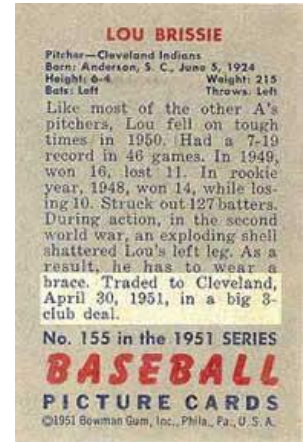 LOU BRISSIE
Pitcher—Cleveland Indians
Born: Anderson, S. C., June 5, 1924
Height: 6-4 Weight: 215
Bats: Left Throws: Left
Like most of the other A's
pitchers, Lou fell on tough
times in 1950. Had a 7-19
record in 46 games. In 1949,
won 16, lost 11. In rookie
year, 1948, won 14, while los-
ing 10. Struck out 127 batters.
During action, in the second
world war, an exploding shell
shattered Lou's left leg. As a
result, he has to wear a
brace. Traded to Cleveland,
April 30, 1951, in a big 3-
club deal.
No. 155 in the 1951 SERIES
BASEBALL
PICTURE CARDS
©1951 Bowman Gum, Inc., Phila., Pa., U. S. A.